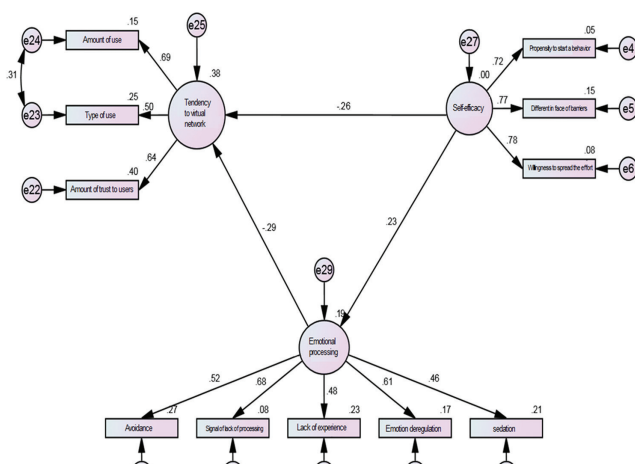 e24
Amount of use
.15
e25
e27
.05
Propensly to start a behavior
e4
.31
.69
.38
.00
.72
Tendency
to virtual
network
Self-efficacy
.25
.50
e23
Type of use
-.26
.77
.15
Different in face of barriers
e5
.64
.78
.40
e22
Amount of trust to users
.08
Willingness to spread the effort
e6
-.29
.23
e29
.19
Emotional
processing
.52
.68
.48
.61
.46
.27
.08
.23
.17
.21
Avoidance
Signal of lack of processing
Lack of experience
Emotion deregulation
sedation